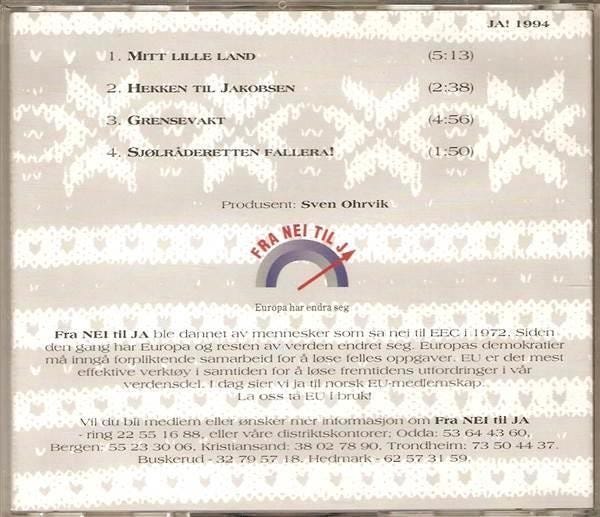 JA! 1994
1. MITT LILLE LAND (5:13)
2. HEKKEN TIL JAKOBSEN (2:38)
3. GRENSEVAKT (4:56)
4. SJØLRÅDERETTEN FALLERA! (1:50)
Produsent: Sven Ohrvik
FRA NEI TIL JA
Europa har endra seg
Fra NEI til JA ble dannet av mennesker som sa nei til EEC i 1972. Siden
den gang har Europa og resten av verden endret seg. Europas demokratier
må inngå forpliktende samarbeid for å løse felles oppgaver. EU er det mest
effektive verktøy i samtiden for å løse fremtidens utfordringer i vår
verdensdel. I dag sier vi ja til norsk EU-medlemskap.
La oss ta EU i bruk!
Vil du bli medlem eller ønsker mer informasjon om Fra NEI til JA
- ring 22 55 16 88, eller våre distriktskontorer; Odda: 53 64 43 60,
Bergen: 55 23 30 06, Kristiansand: 38 02 78 90, Trondheim: 73 50 44 37.
Buskerud - 32 79 57 18. Hedmark - 62 57 31 59.